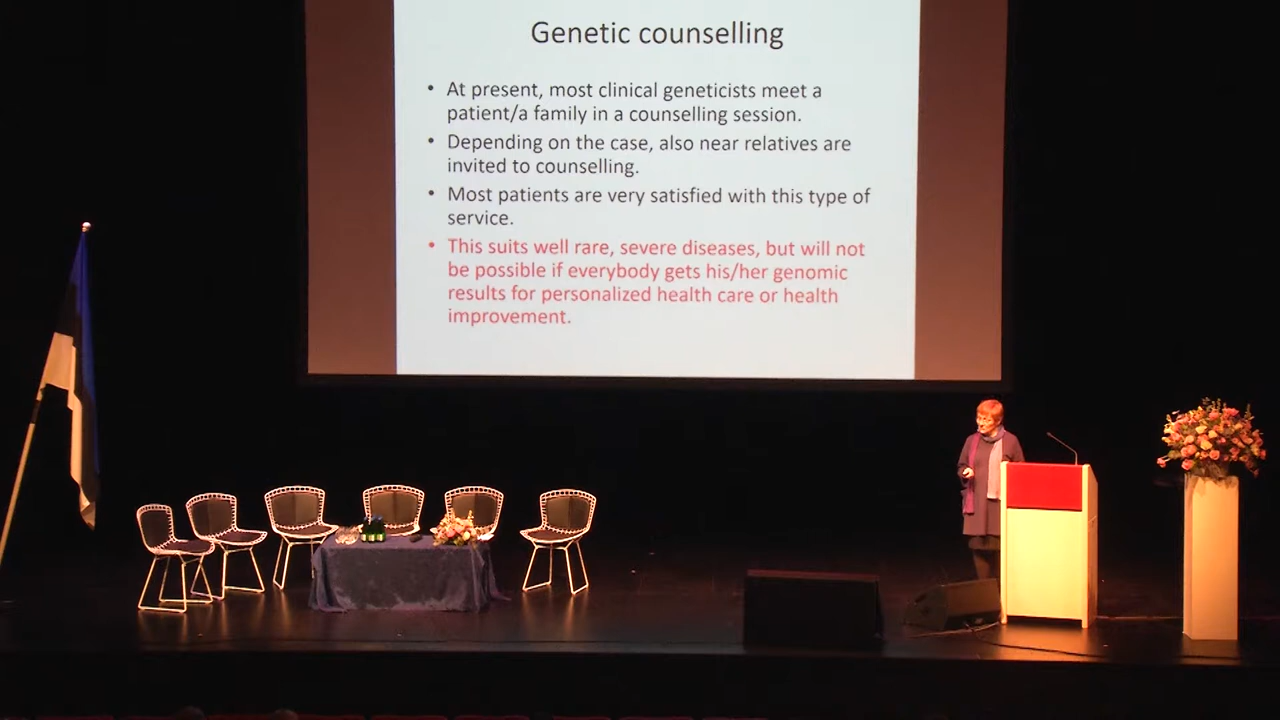 Genetic counselling
• At present, most clinical geneticists meet a
patient/a family in a counselling session.
• Depending on the case, also near relatives are
invited to counselling.
• Most patients are very satisfied with this type of
service.
• This suits well rare, severe diseases, but will not
be possible if everybody gets his/her genomic
results for personalized health care or health
improvement.